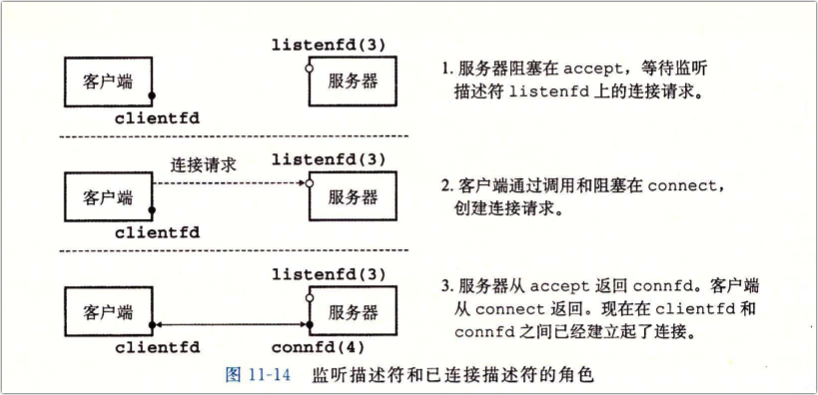 listenfd(3)
客户端
服务器
clientfd
1. 服务器阻塞在 accept，等待监听
描述符 listenfd 上的连接请求。
连接请求
listenfd(3)
客户端
服务器
clientfd
2. 客户端通过调用和阻塞在 connect，
创建连接请求。
listenfd(3)
客户端
服务器
clientfd
connfd(4)
3. 服务器从 accept 返回 connfd。客户端
从 connect 返回。现在在 clientfd 和
connfd 之间已经建立起了连接。
图 11-14 监听描述符和已连接描述符的角色